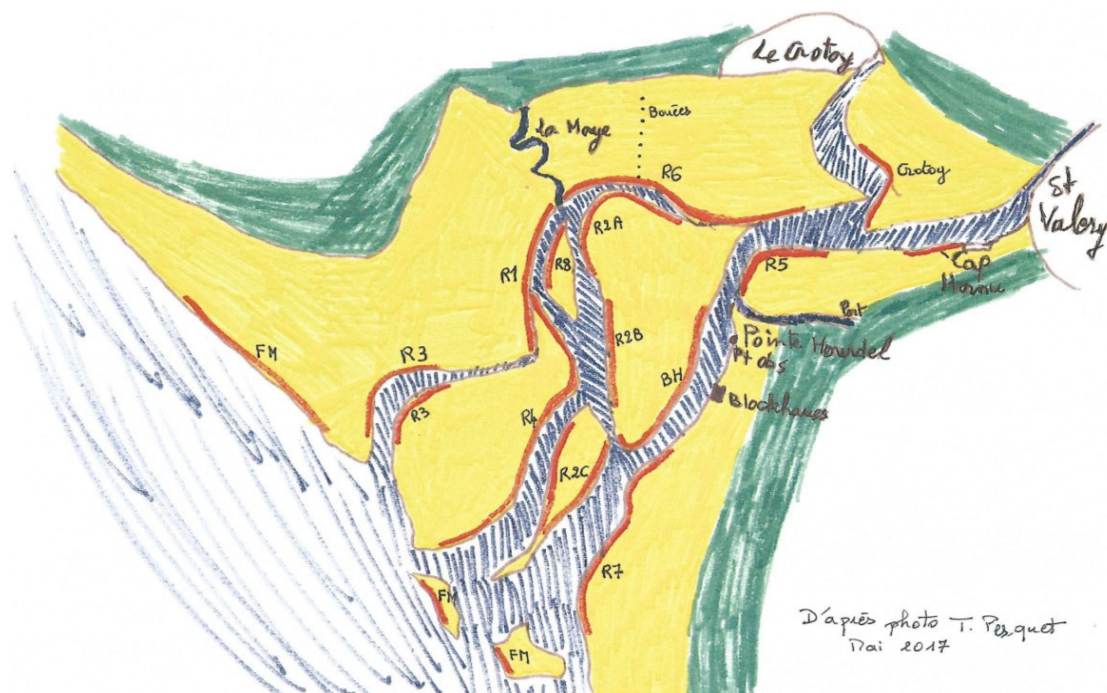 Le Crotoy
la Maye
Bouées
R6
Crotoy
St
Valery
R2A
R1
R8
R5
Cap
Hornu
Port
FM
R3
R2B
Pointe Hourdel
Pt obs
BH
Blockhaues
R3
R4
R2C
R7
FM
FM
D'après photo T. Pesquet
Mai 2017